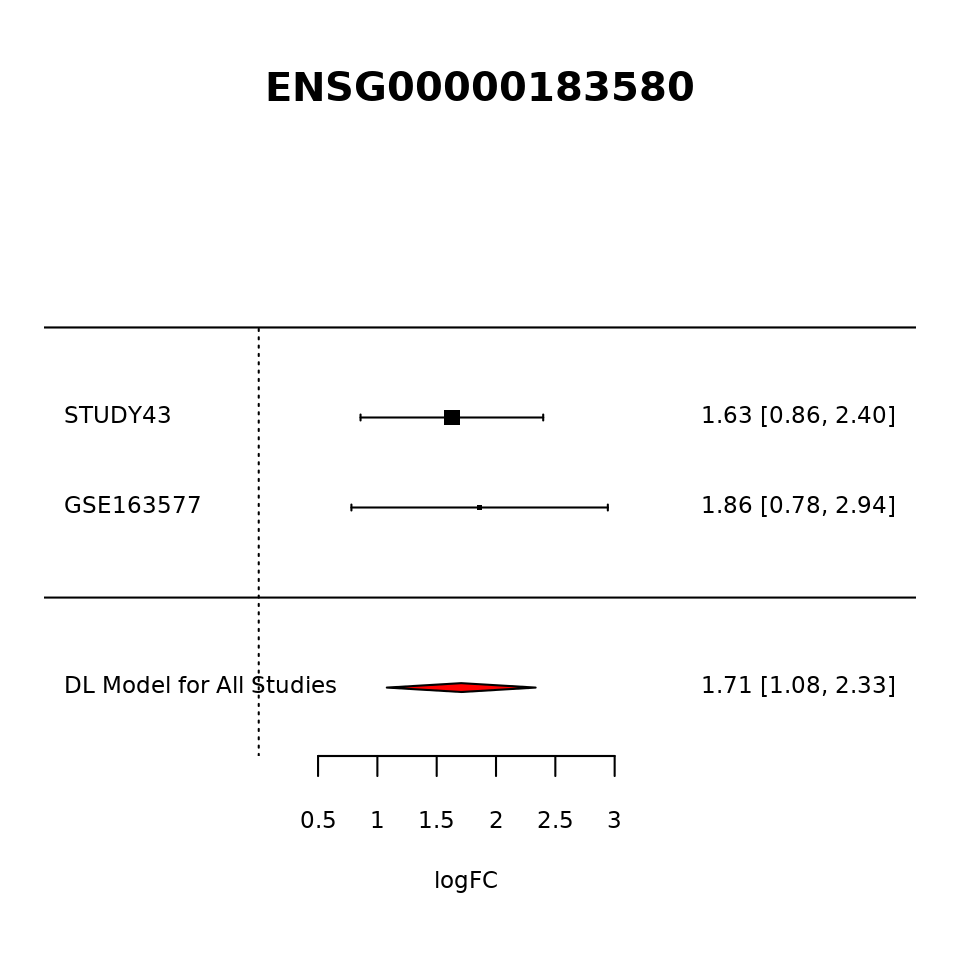 ENSG00000183580
STUDY43 1.63 [0.86, 2.40]
GSE163577 1.86 [0.78, 2.94]
DL Model for All Studies 1.71 [1.08, 2.33]
0.5 1 1.5 2 2.5 3
logFC